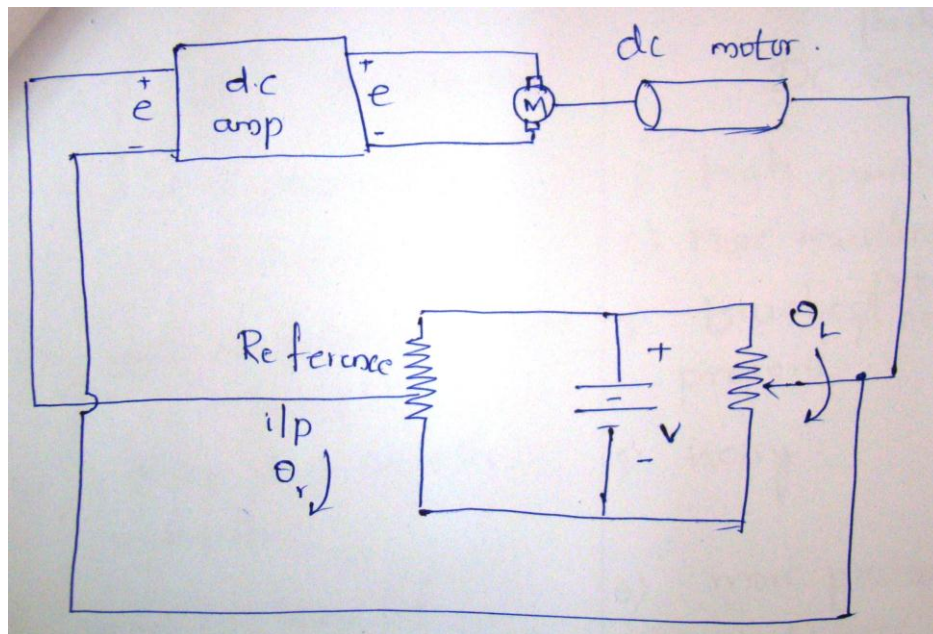 dc motor.
+
e
-
d.c
amp
+
e
-
M
Reference
i/p
θr
+
V
-
θL